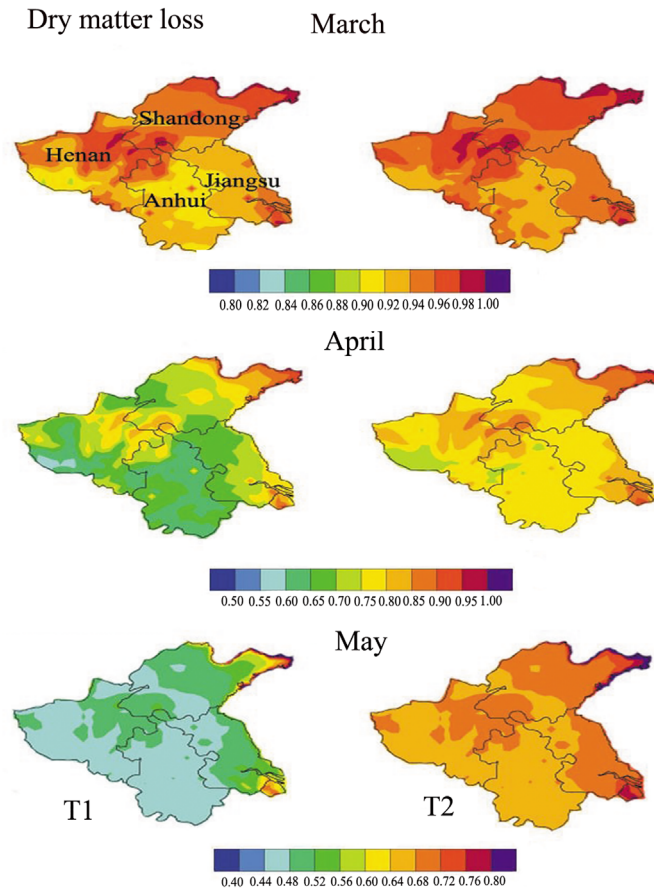 Dry matter loss
March
Shandong
Henan
Jiangsu
Anhui
0.80 0.82 0.84 0.86 0.88 0.90 0.92 0.94 0.96 0.98 1.00
April
0.50 0.55 0.60 0.65 0.70 0.75 0.80 0.85 0.90 0.95 1.00
May
T1
T2
0.40 0.44 0.48 0.52 0.56 0.60 0.64 0.68 0.72 0.76 0.80